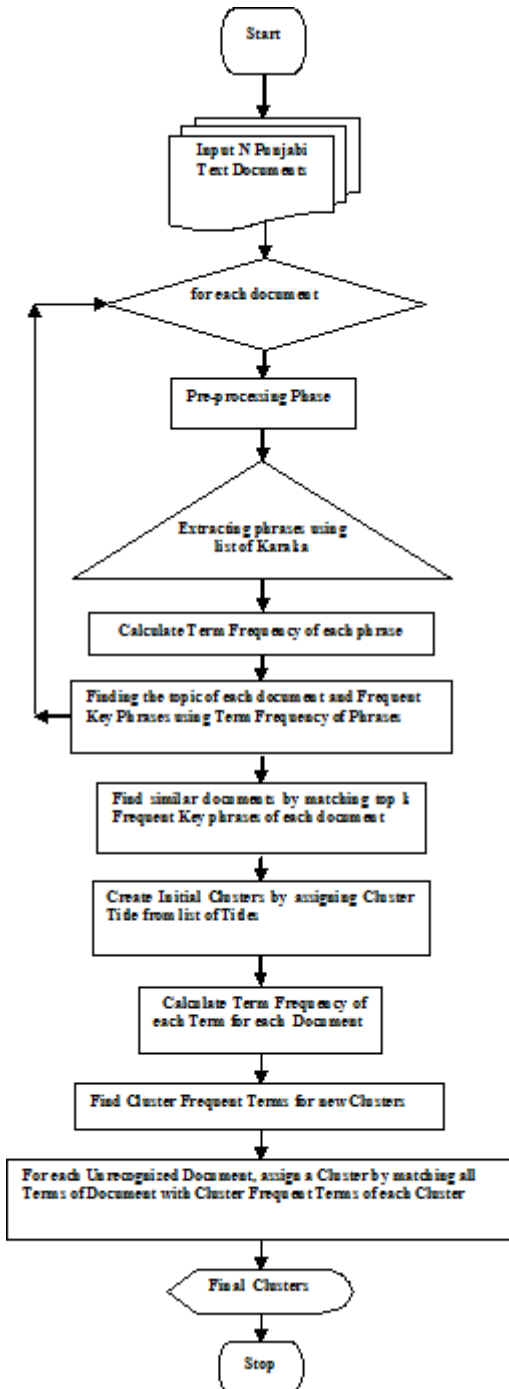 Start
Input N Punjabi
Text Documents
for each document
Pre-processing Phase
Extracting phrases using
list of Karaka
Calculate Term Frequency of each phrase
Finding the topic of each document and Frequent
Key Phrases using Term Frequency of Phrases
Find similar documents by matching top k
Frequent Key phrases of each document
Create Initial Clusters by assigning Cluster
Title from list of Titles
Calculate Term Frequency of
each Term for each Document
Find Cluster Frequent Terms for new Clusters
For each Unrecognized Document, assign a Cluster by matching all
Terms of Document with Cluster Frequent Terms of each Cluster
Final Clusters
Stop